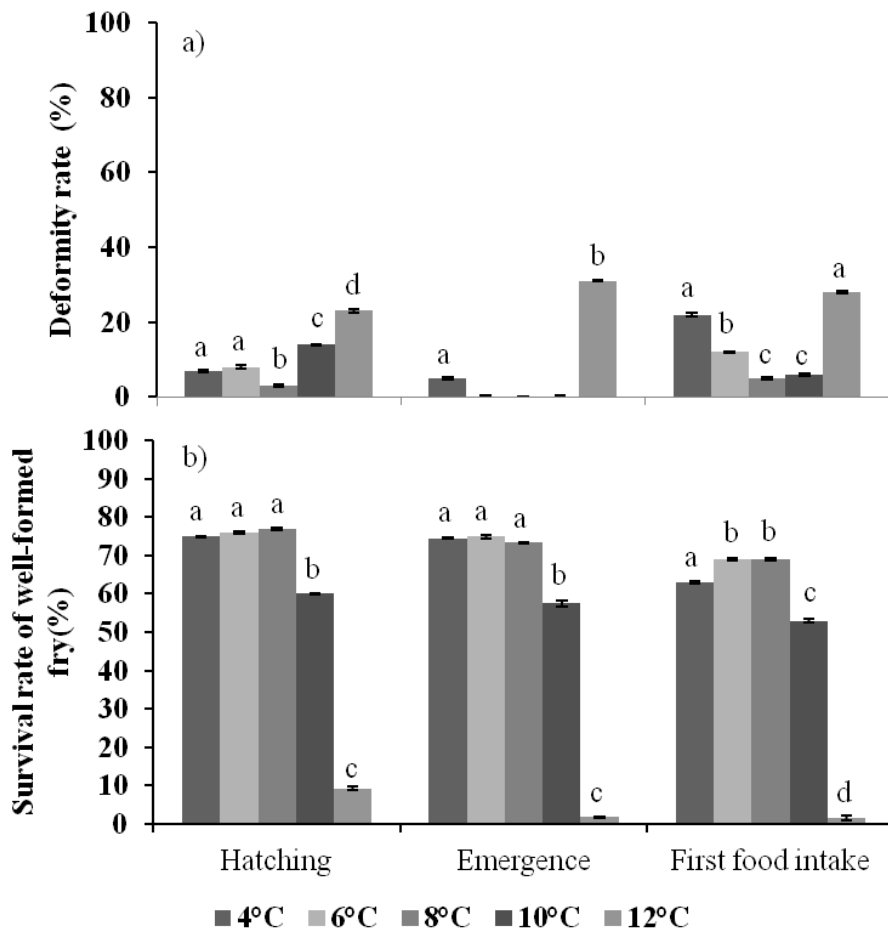 100
a)
80
60
40
20
0
Deformity rate (%)
a a b c d
a b
a b c c a
100
b)
90
80
70
60
50
40
30
20
10
0
Survival rate of well-formed
fry(%)
a a a b c
a a a b c
a b b c d
Hatching Emergence First food intake
4°C 6°C 8°C 10°C 12°C